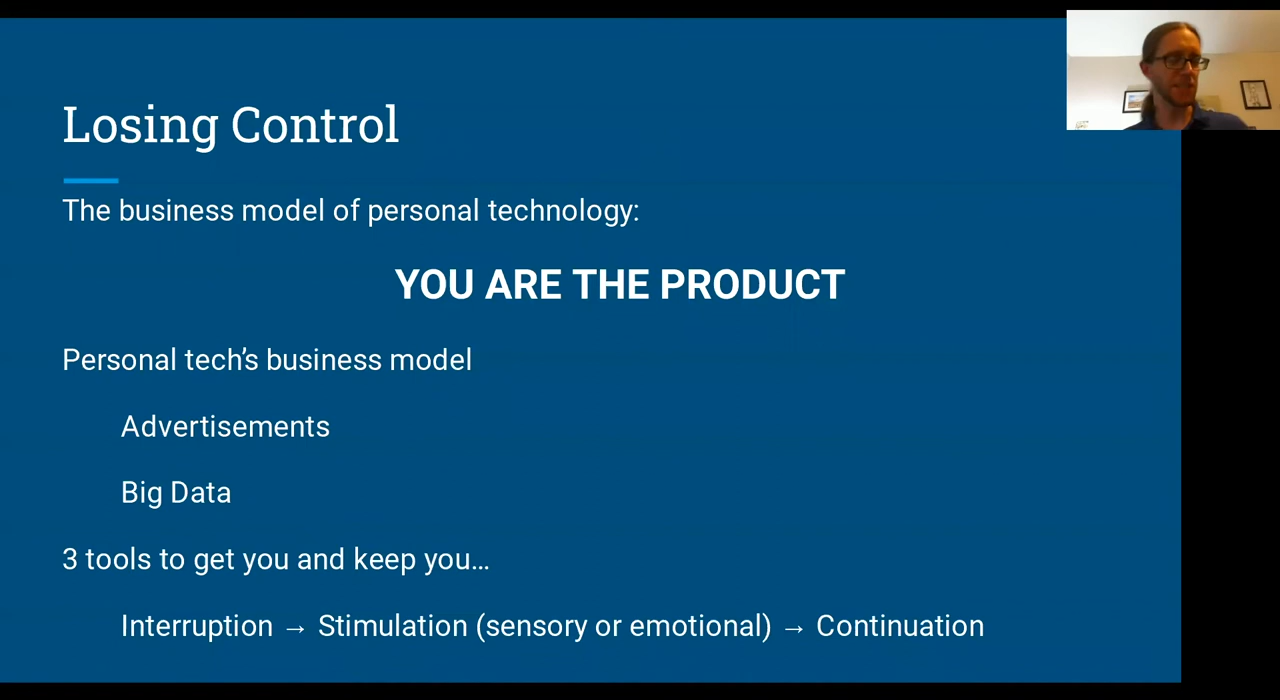 Losing Control
The business model of personal technology:
YOU ARE THE PRODUCT
Personal tech’s business model
Advertisements
Big Data
3 tools to get you and keep you…
Interruption → Stimulation (sensory or emotional) → Continuation